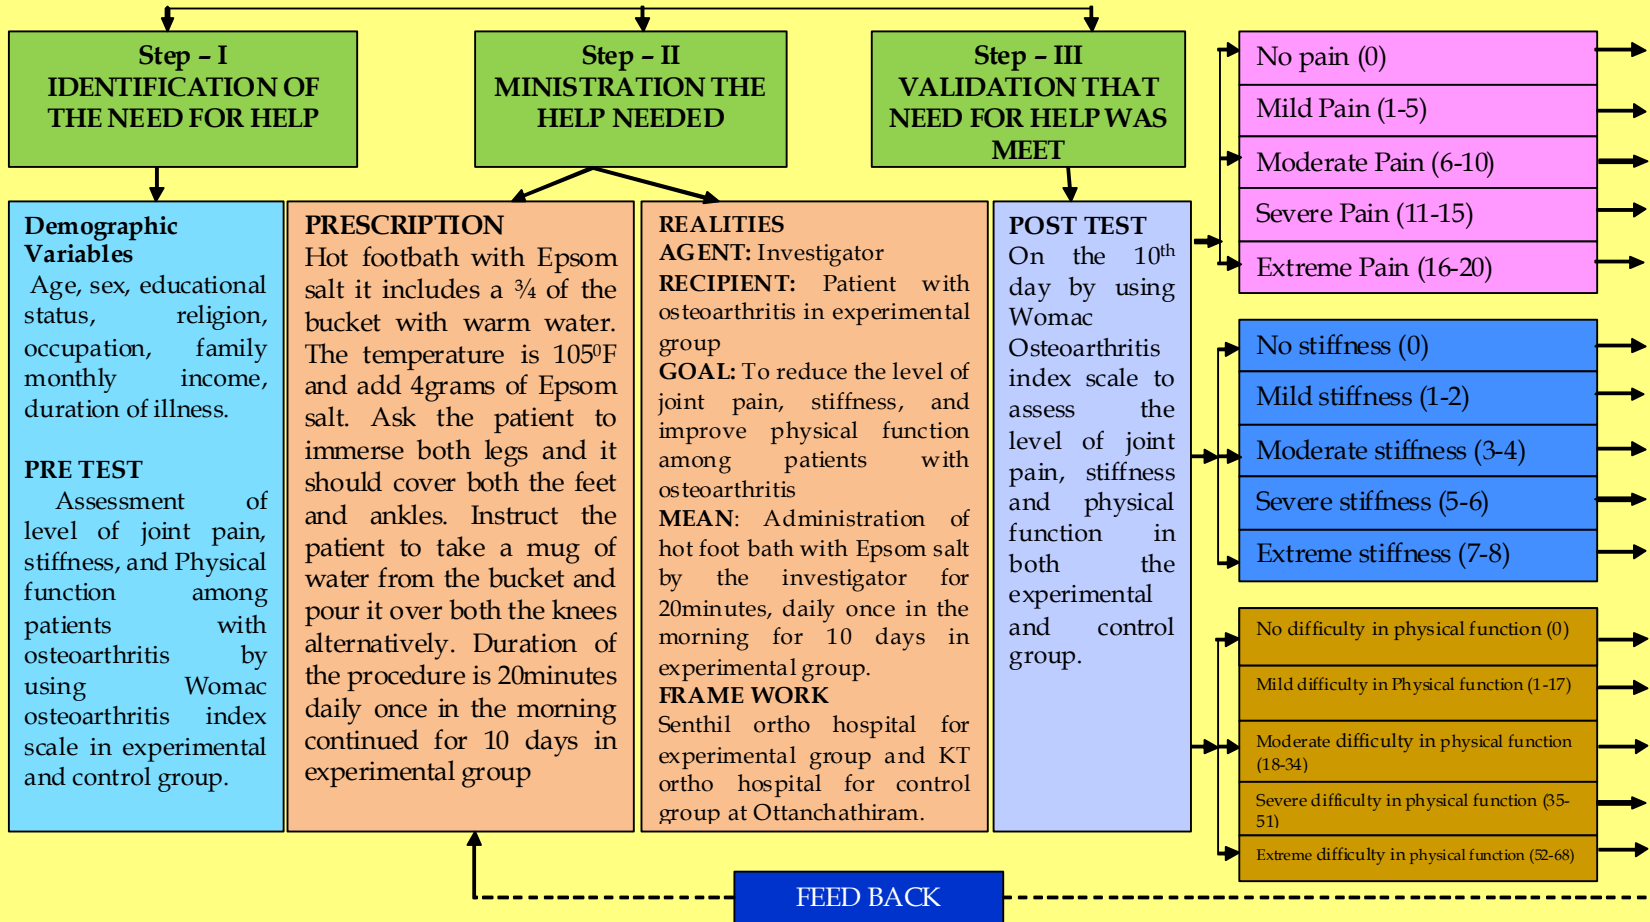 Step – I
IDENTIFICATION OF
THE NEED FOR HELP
Step – II
MINISTRATION THE
HELP NEEDED
Step – III
VALIDATION THAT
NEED FOR HELP WAS
MEET
Demographic
Variables
Age, sex, educational
status, religion,
occupation, family
monthly income,
duration of illness.
PRE TEST
Assessment of
level of joint pain,
stiffness, and Physical
function among
patients with
osteoarthritis by
using Womac
osteoarthritis index
scale in experimental
and control group.
PRESCRIPTION
Hot footbath with Epsom
salt it includes a ¾ of the
bucket with warm water.
The temperature is 105⁰F
and add 4grams of Epsom
salt. Ask the patient to
immerse both legs and it
should cover both the feet
and ankles. Instruct the
patient to take a mug of
water from the bucket and
pour it over both the knees
alternatively. Duration of
the procedure is 20minutes
daily once in the morning
continued for 10 days in
experimental group
REALITIES
AGENT: Investigator
RECIPIENT: Patient with
osteoarthritis in experimental
group
GOAL: To reduce the level of
joint pain, stiffness, and
improve physical function
among patients with
osteoarthritis
MEAN: Administration of
hot foot bath with Epsom salt
by the investigator for
20minutes, daily once in the
morning for 10 days in
experimental group.
FRAME WORK
Senthil ortho hospital for
experimental group and KT
ortho hospital for control
group at Ottanchathiram.
POST TEST
On the 10th
day by using
Womac
Osteoarthritis
index scale to
assess the
level of joint
pain, stiffness
and physical
function in
both the
experimental
and control
group.
No pain (0)
Mild Pain (1-5)
Moderate Pain (6-10)
Severe Pain (11-15)
Extreme Pain (16-20)
No stiffness (0)
Mild stiffness (1-2)
Moderate stiffness (3-4)
Severe stiffness (5-6)
Extreme stiffness (7-8)
No difficulty in physical function (0)
Mild difficulty in Physical function (1-17)
Moderate difficulty in physical function
(18-34)
Severe difficulty in physical function (35-
51)
Extreme difficulty in physical function (52-68)
FEED BACK